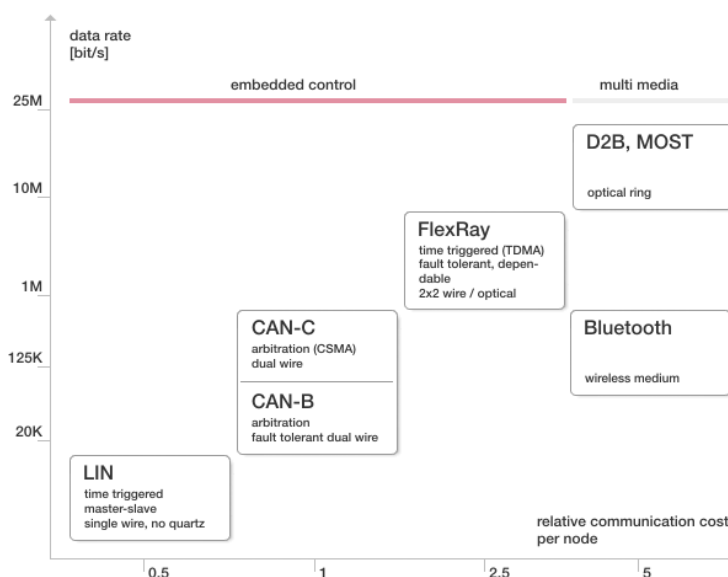 data rate
[bit/s]
embedded control
multi media
25M
D2B, MOST
optical ring
10M
FlexRay
time triggered (TDMA)
fault tolerant, depen-
dable
2x2 wire / optical
1M
CAN-C
arbitration (CSMA)
dual wire
Bluetooth
wireless medium
125K
CAN-B
arbitration
fault tolerant dual wire
20K
LIN
time triggered
master-slave
single wire, no quartz
relative communication cost
per node
0.5
1
2.5
5